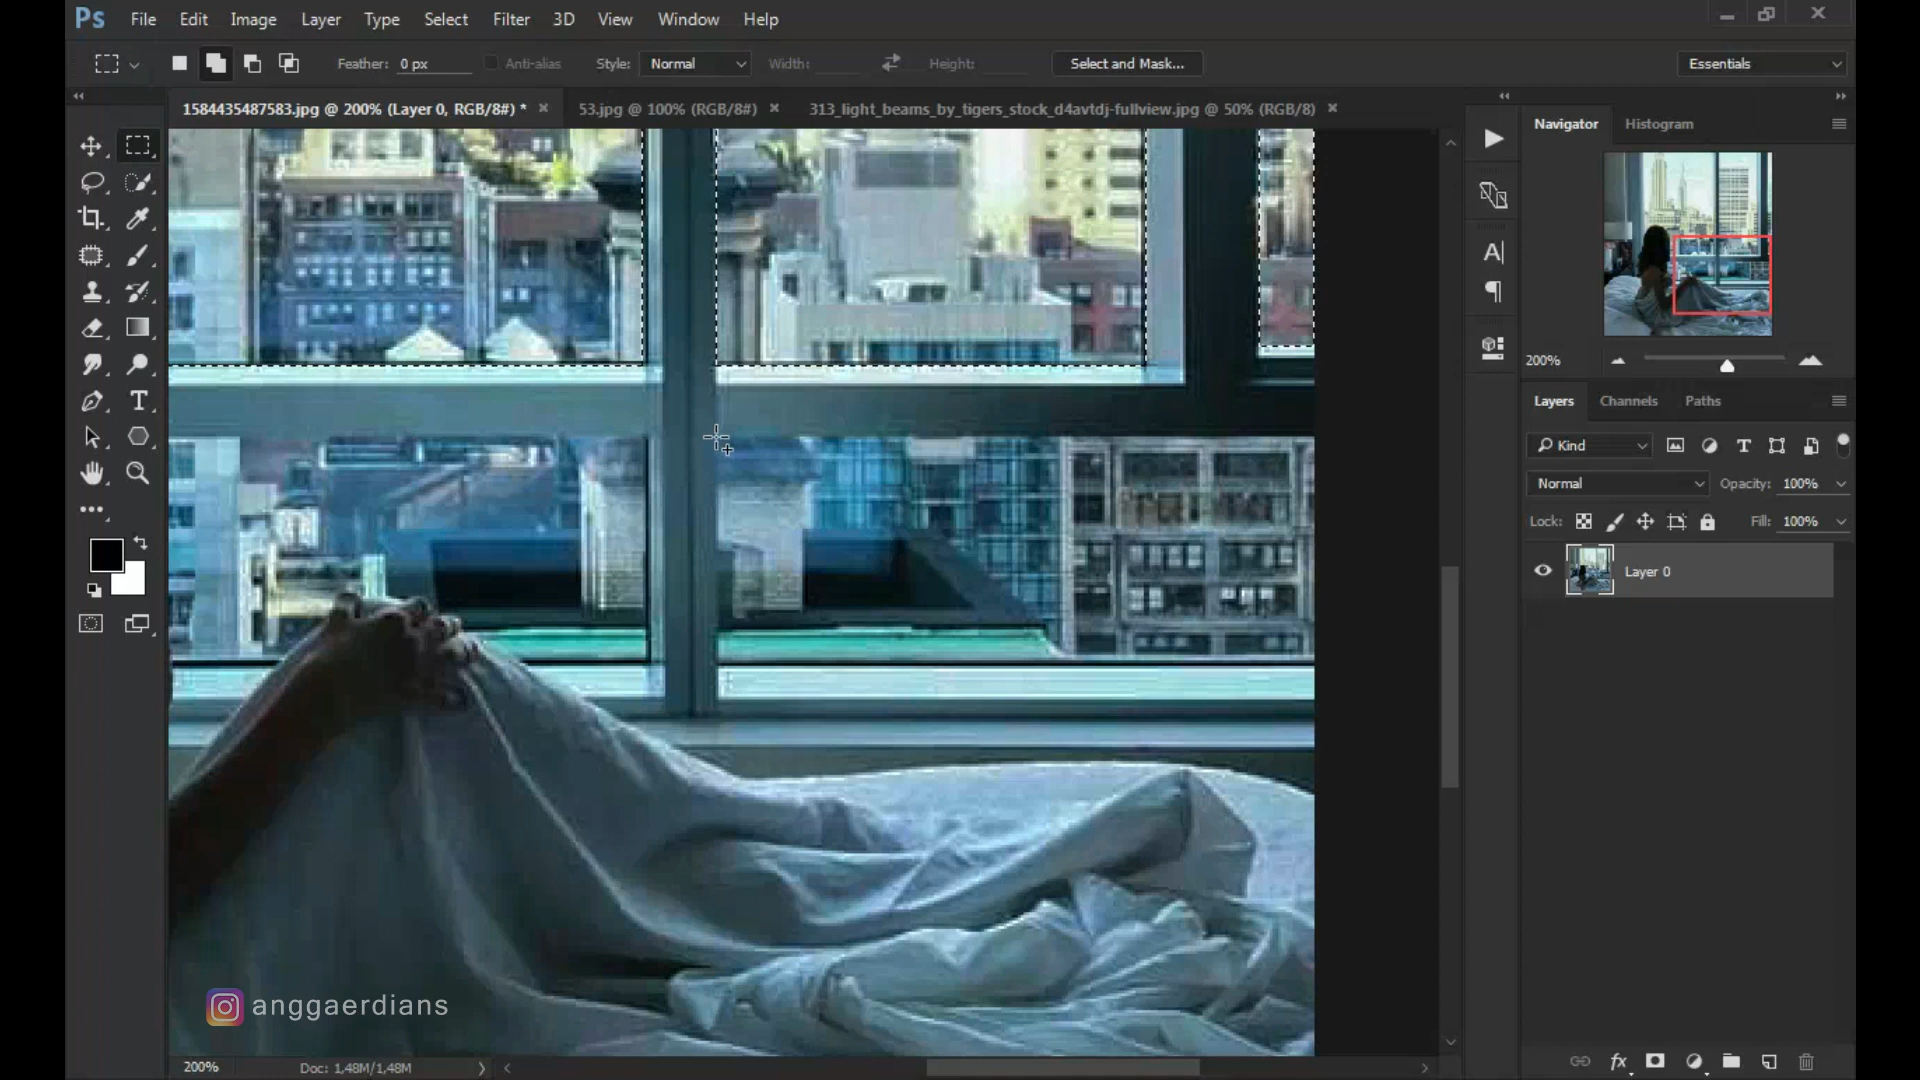 Ps File Edit Image Layer Type Select Filter 3D View Window Help
Feather: 0 px Anti-alias Style: Normal Width: Height: Select and Mask... Essentials
1584435487583.jpg @ 200% (Layer 0, RGB/8#) * 53.jpg @ 100% (RGB/8#) 313_light_beams_by_tigers_stock_d4avtdj-fullview.jpg @ 50% (RGB/8)
Navigator Histogram
200%
Layers Channels Paths
Kind
Normal Opacity: 100%
Lock: Fill: 100%
Layer 0
anggaerdians
200% Doc: 1,48M/1,48M